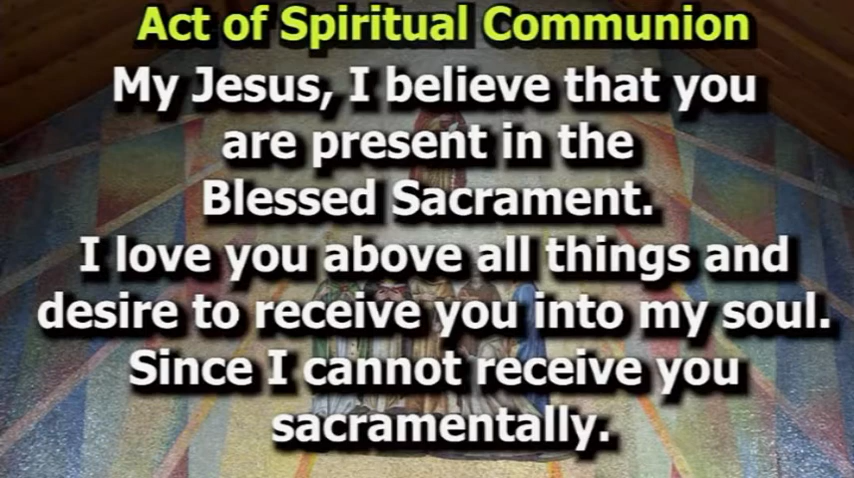 Act of Spiritual Communion
My Jesus, I believe that you
are present in the
Blessed Sacrament.
I love you above all things and
desire to receive you into my soul.
Since I cannot receive you
sacramentally.